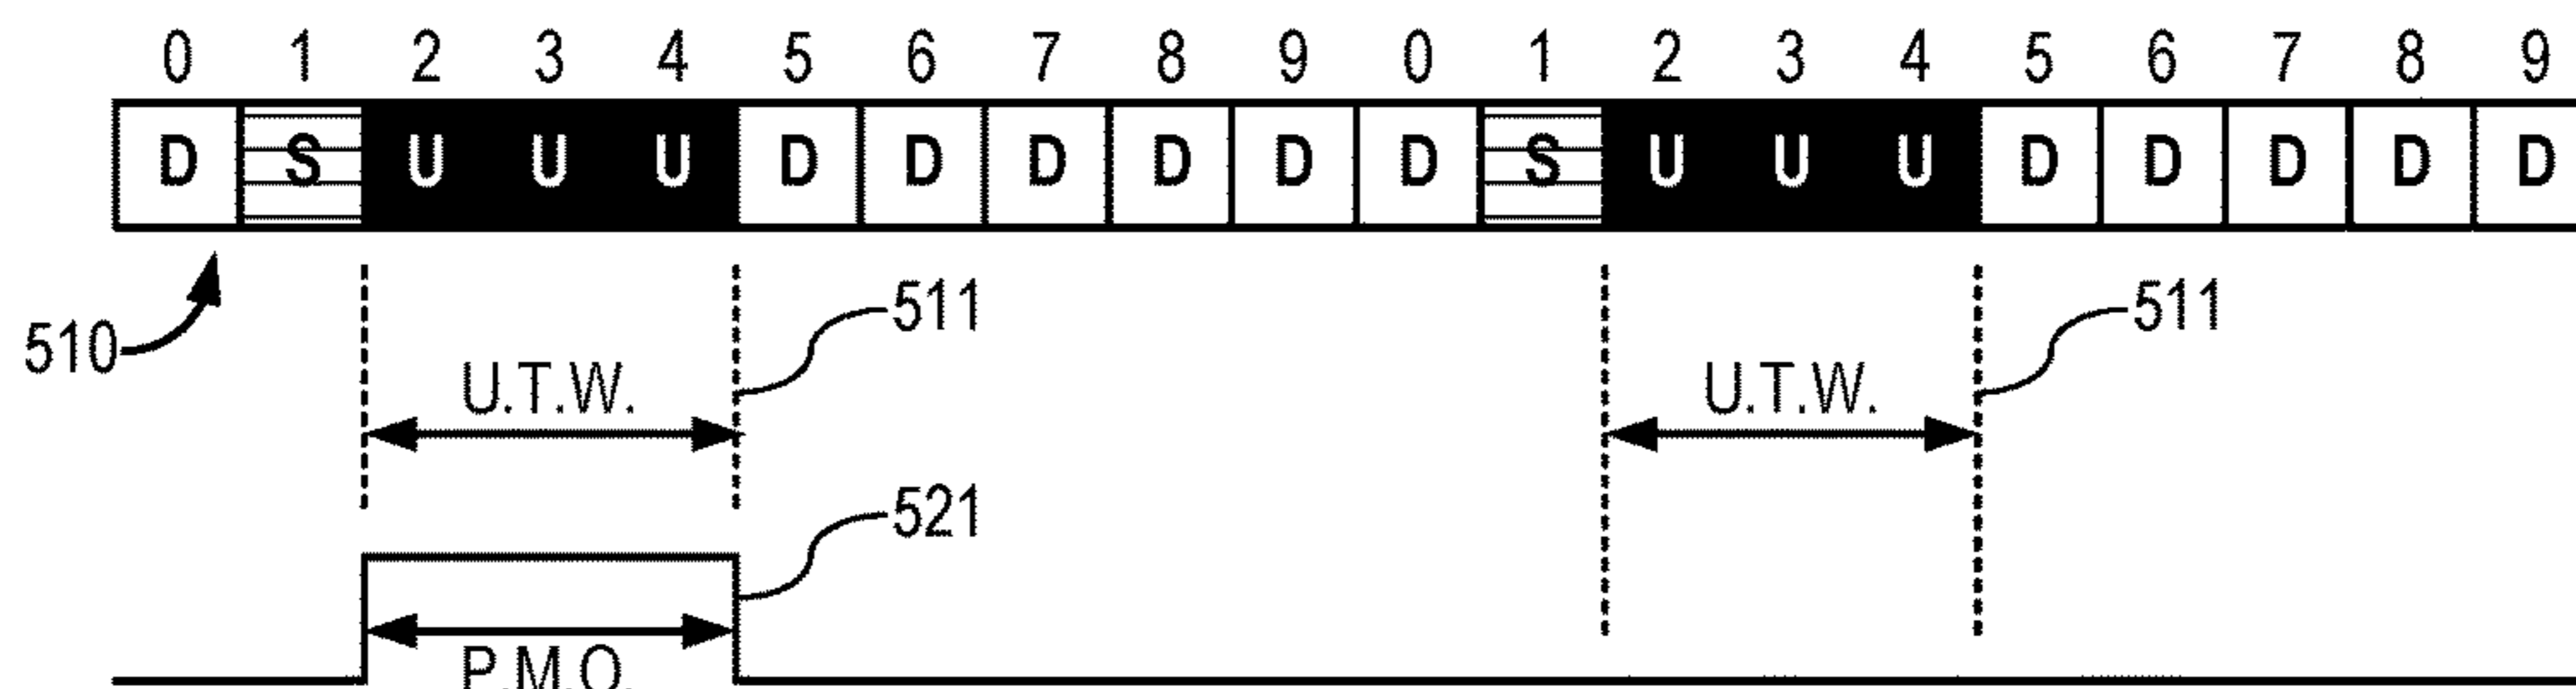 0 1 2 3 4 5 6 7 8 9 0 1 2 3 4 5 6 7 8 9
D S U U U D D D D D D S U U U D D D D D
511 511
510
U.T.W. U.T.W.
521
P.M.O.